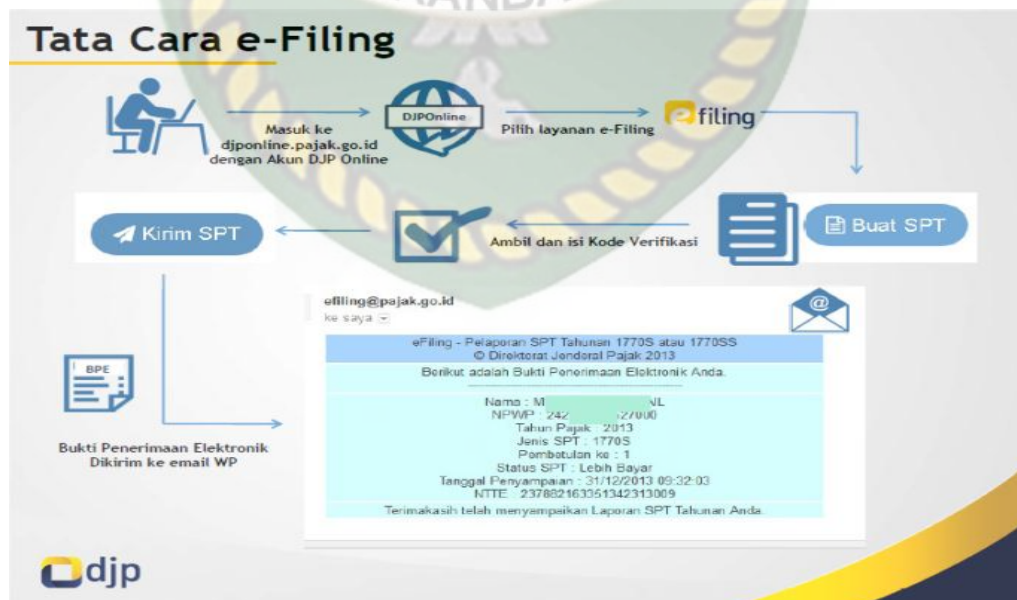 Tata Cara e-Filing
Masuk ke
djponline.pajak.go.id
dengan Akun DJP Online
DJPOnline
Pilih layanan e-Filing
efiling
Buat SPT
Ambil dan isi Kode Verifikasi
Kirim SPT
BPE
Bukti Penerimaan Elektronik
Dikirim ke email WP
efiling@pajak.go.id
ke saya
@
eFiling - Pelaporan SPT Tahunan 1770S atau 1770SS
© Direktorat Jenderal Pajak 2013
Berikut adalah Bukti Penerimaan Elektronik Anda.
Nama : M
NPWP : 242
Tahun Pajak : 2013
Jenis SPT : 1770S
Pembetulan ke : 1
Status SPT : Lebih Bayar
Tanggal Penyampaian : 31/12/2013 09:32:03
NTTE : 
Terimakasih telah menyampaikan Laporan SPT Tahunan Anda.
djp